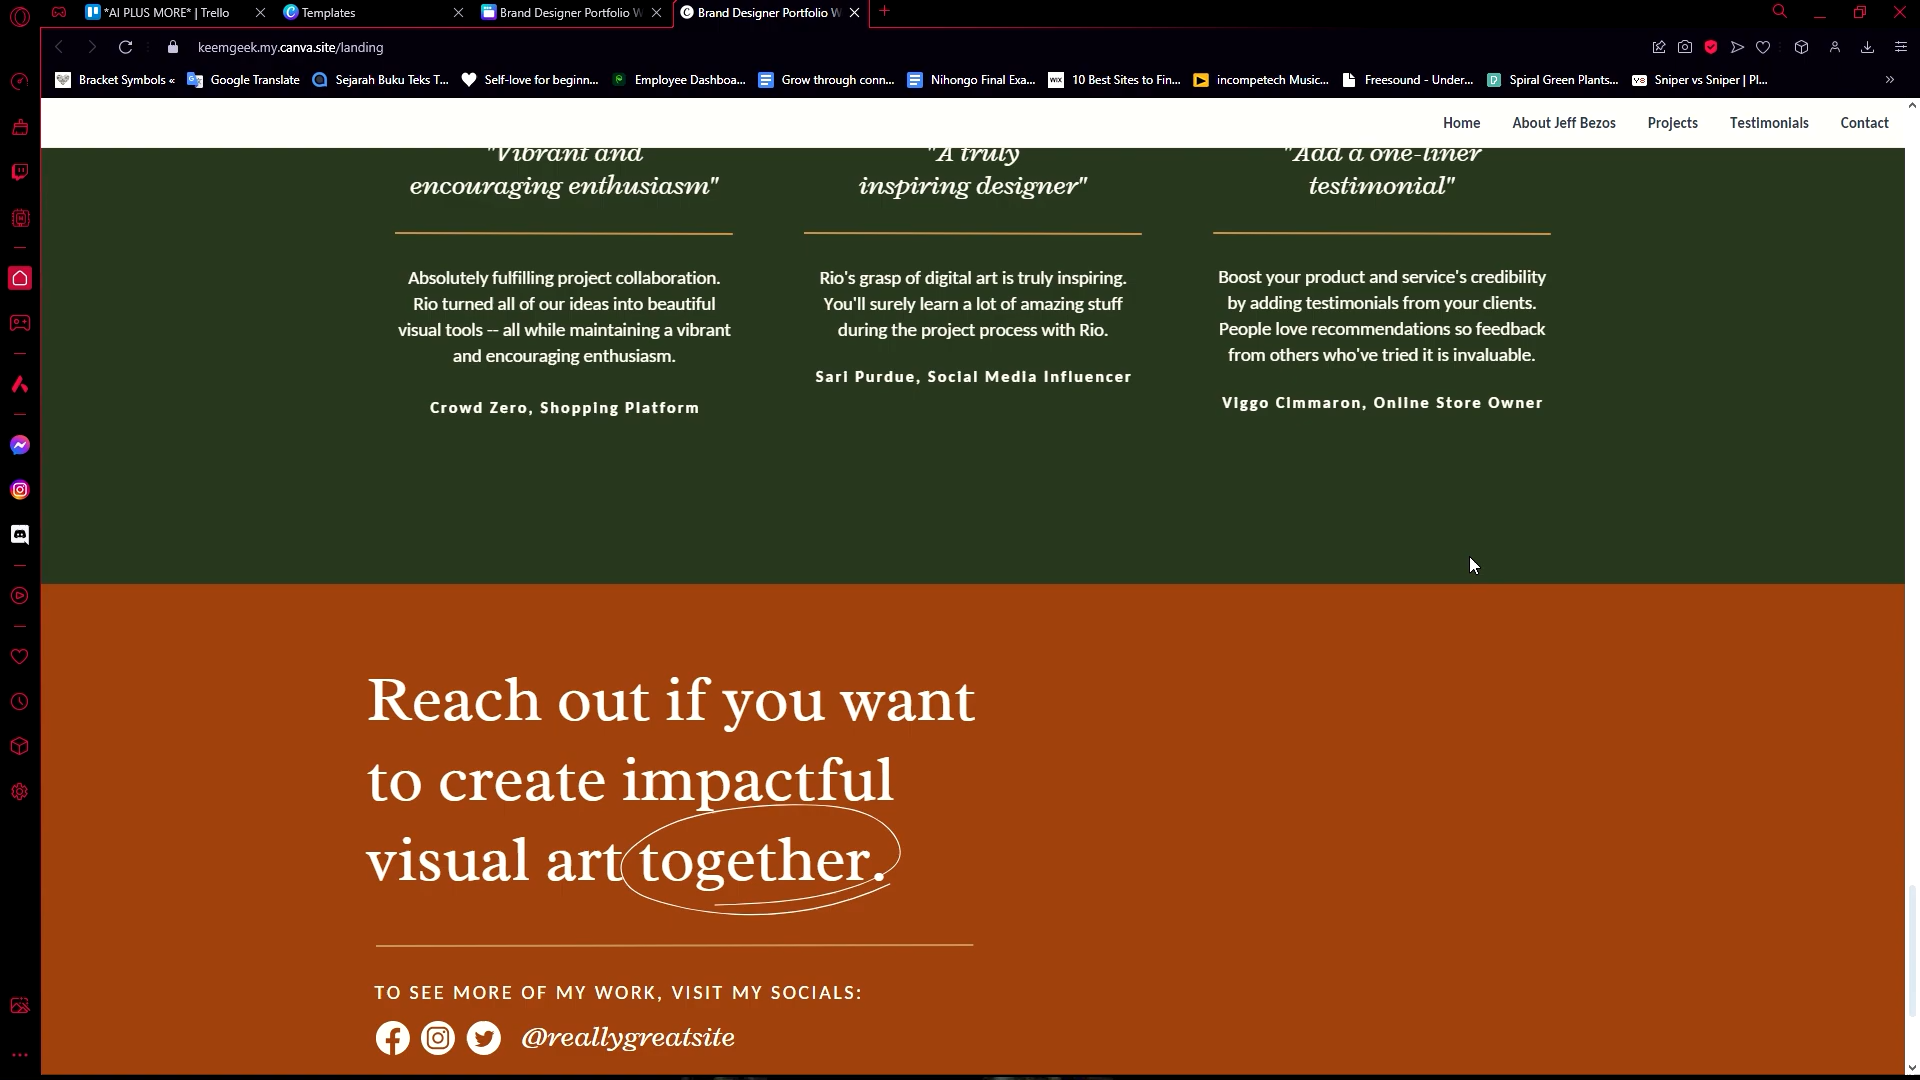 *AI PLUS MORE* | Trello
Templates
Brand Designer Portfolio W
Brand Designer Portfolio W
keemgeek.my.canva.site/landing
Bracket Symbols «
Google Translate
Sejarah Buku Teks T...
Self-love for beginn...
Employee Dashboa...
Grow through conn...
Nihongo Final Exa...
10 Best Sites to Fin...
incompetech Music...
Freesound - Under...
Spiral Green Plants...
Sniper vs Sniper | Pl...
Home
About Jeff Bezos
Projects
Testimonials
Contact
"Vibrant and
encouraging enthusiasm"
Absolutely fulfilling project collaboration.
Rio turned all of our ideas into beautiful
visual tools -- all while maintaining a vibrant
and encouraging enthusiasm.
Crowd Zero, Shopping Platform
"A truly
inspiring designer"
Rio's grasp of digital art is truly inspiring.
You'll surely learn a lot of amazing stuff
during the project process with Rio.
Sari Purdue, Social Media Influencer
"Add a one-liner
testimonial"
Boost your product and service's credibility
by adding testimonials from your clients.
People love recommendations so feedback
from others who've tried it is invaluable.
Viggo Cimmaron, Online Store Owner
Reach out if you want
to create impactful
visual art together.
TO SEE MORE OF MY WORK, VISIT MY SOCIALS:
@reallygreatsite